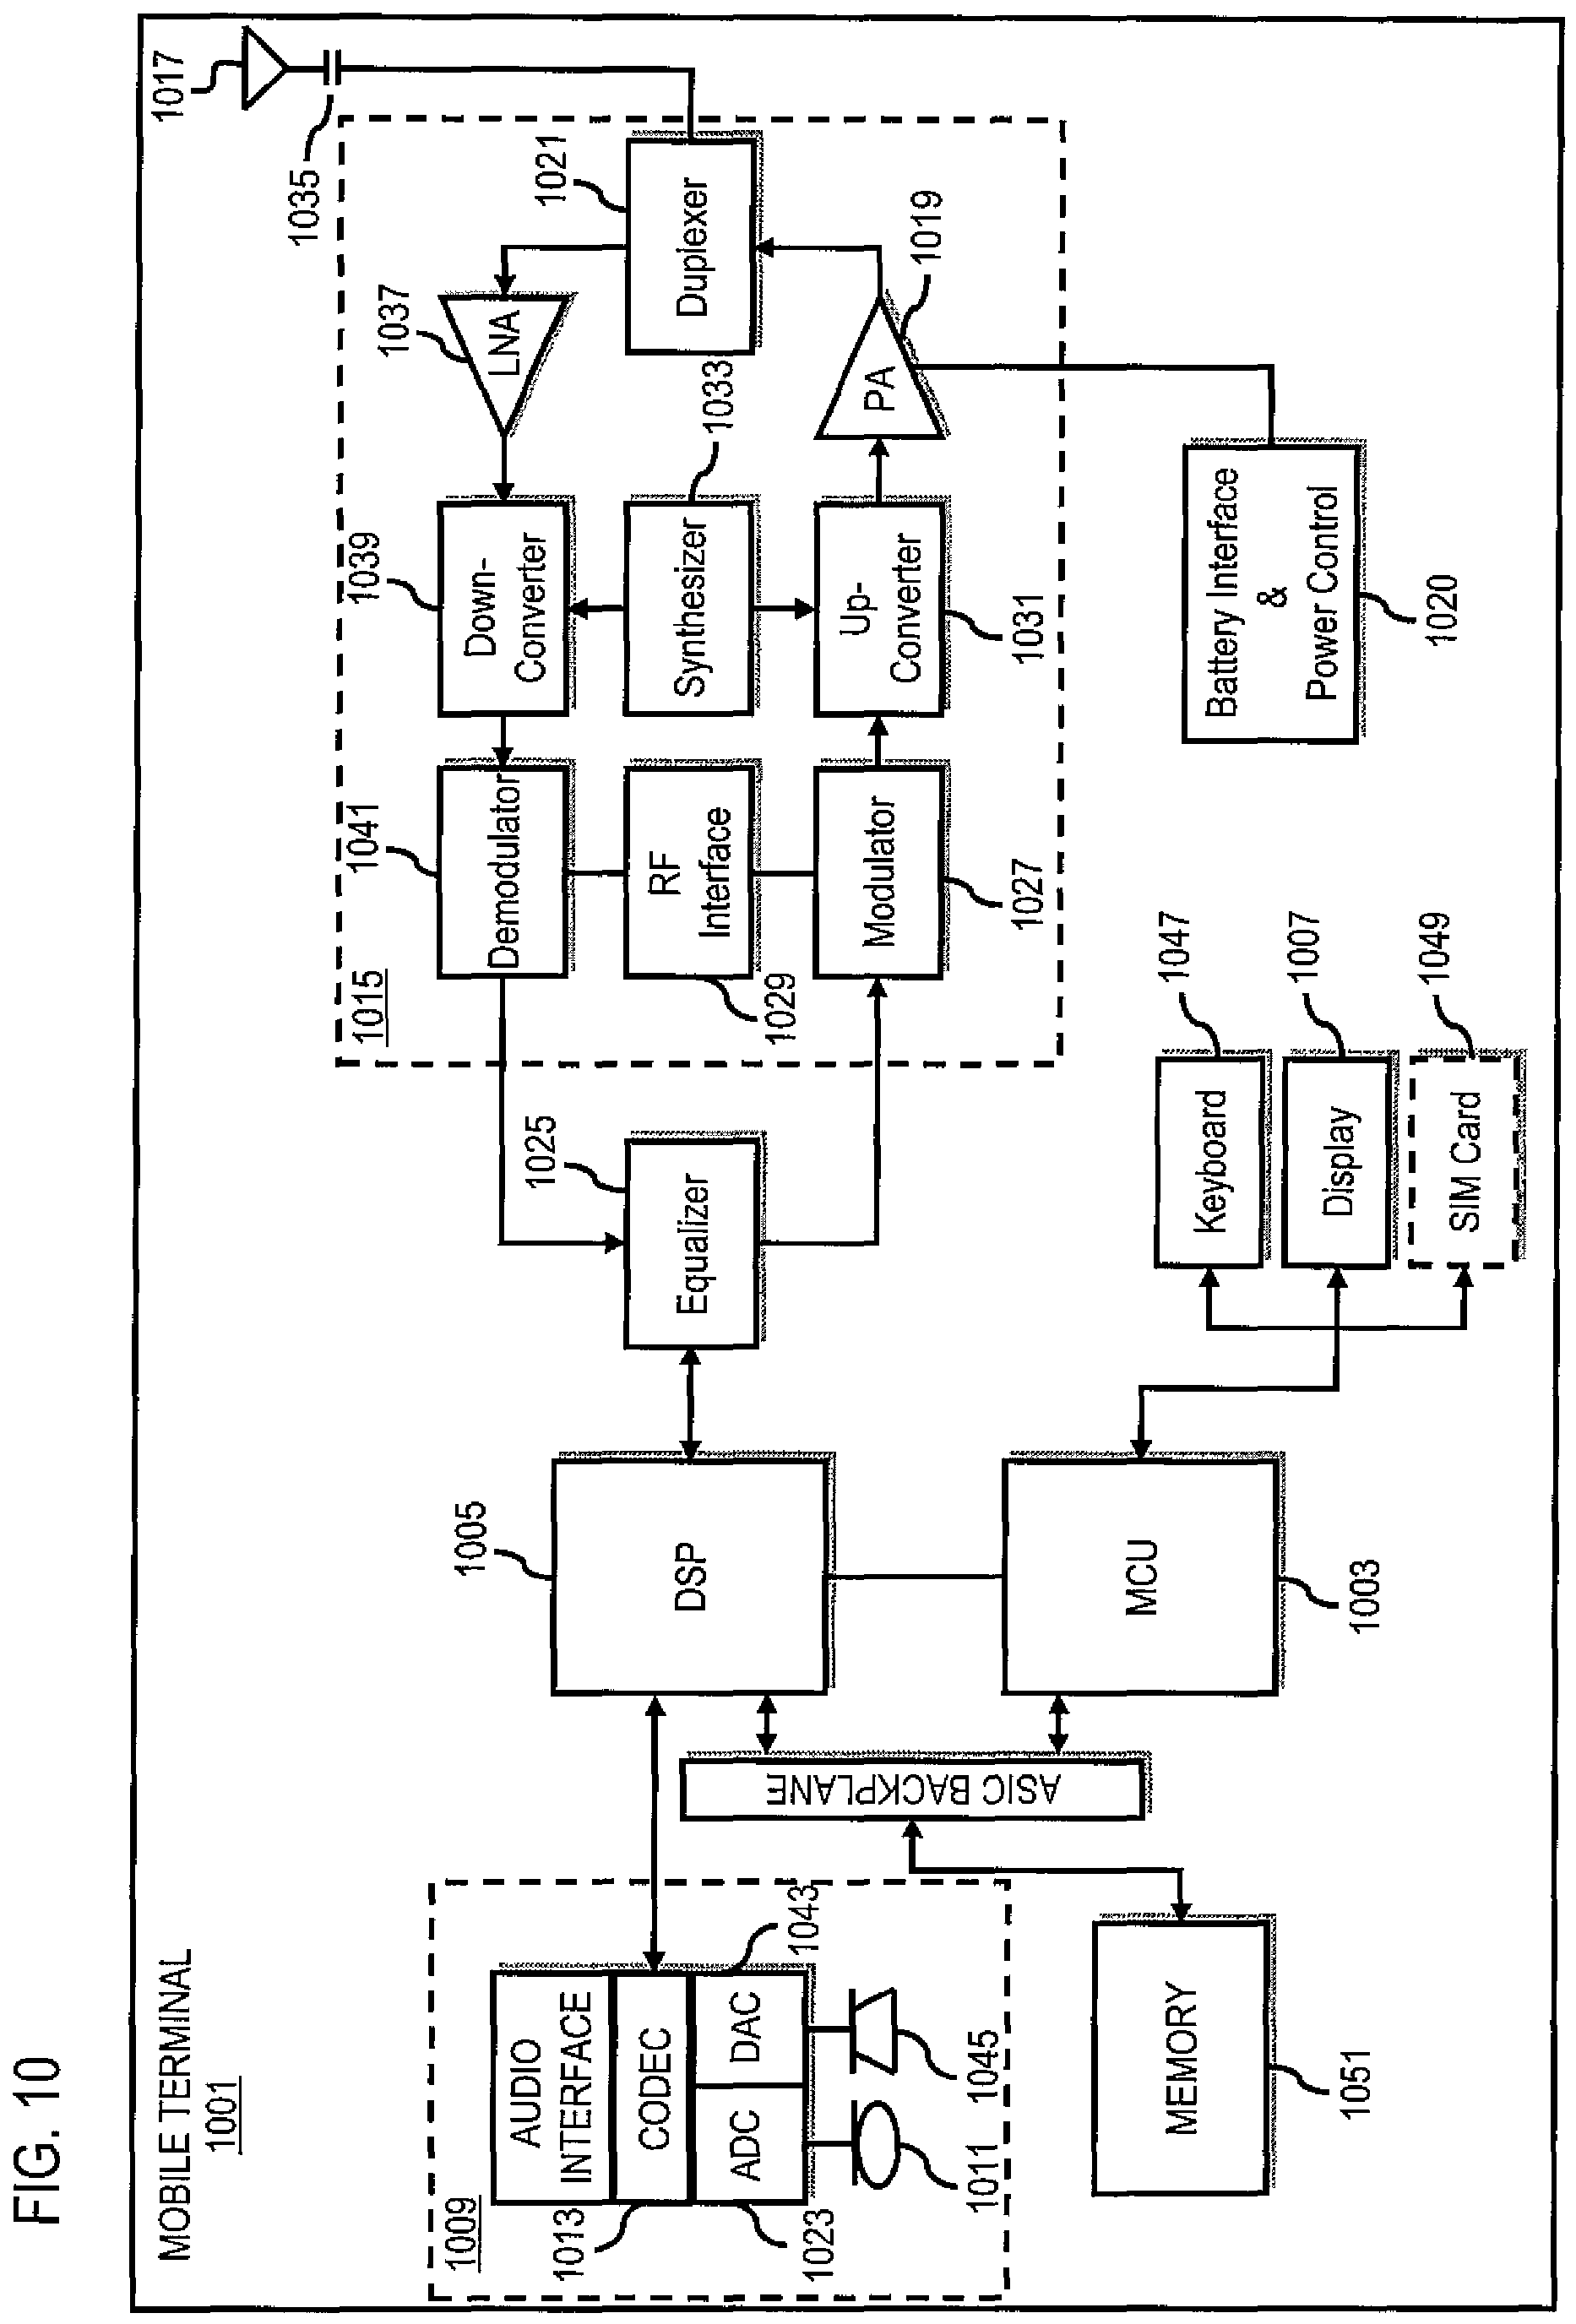 FIG. 10
MOBILE TERMINAL
1001
1009
AUDIO
INTERFACE
CODEC
ADC
DAC
1013
1023
1043
1011
1045
MEMORY
1051
ASIC BACKPLANE
DSP
1005
MCU
1003
Equalizer
1025
Keyboard
1047
Display
1007
SIM Card
1049
1015
Demodulator
1041
RF
Interface
1029
Modulator
1027
Down-
Converter
1039
Synthesizer
1033
Up-
Converter
1031
LNA
1037
PA
1019
Duplexer
1021
1035
1017
Battery Interface
&
Power Control
1020